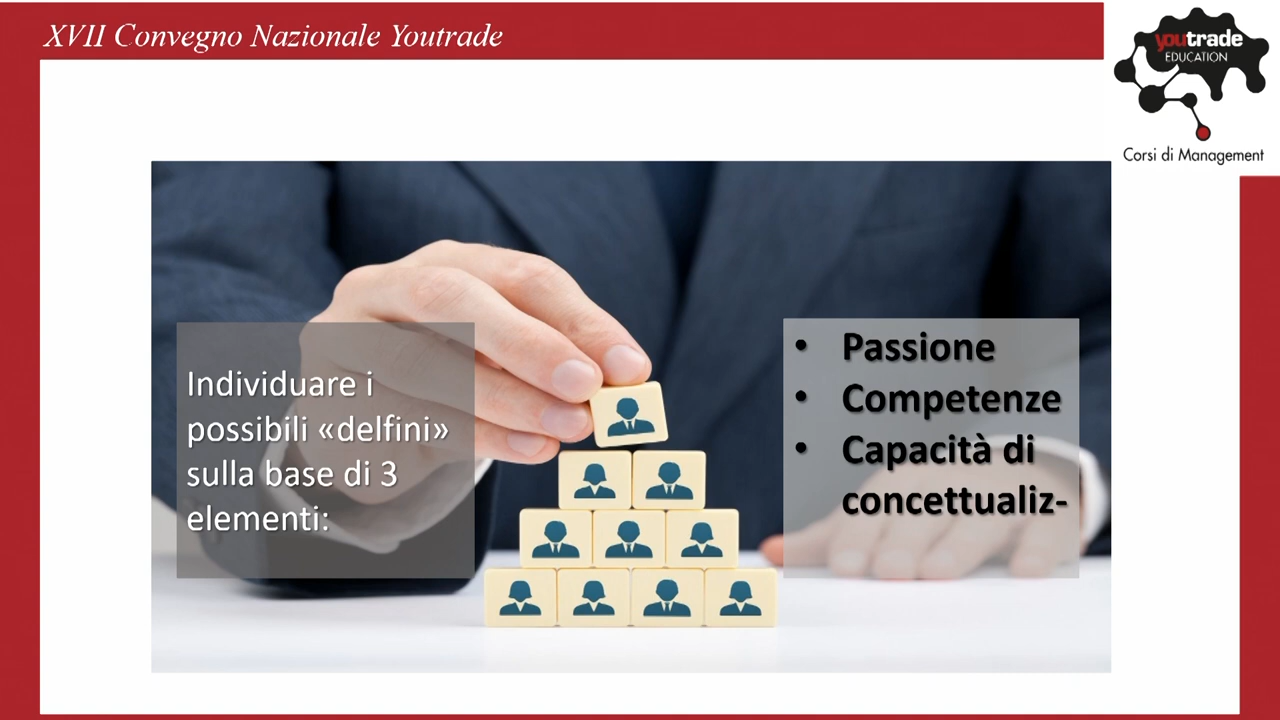 XVII Convegno Nazionale Youtrade
youtrade
EDUCATION
Corsi di Management
Individuare i
possibili «delfini»
sulla base di 3
elementi:
• Passione
• Competenze
• Capacità di
concettualiz-